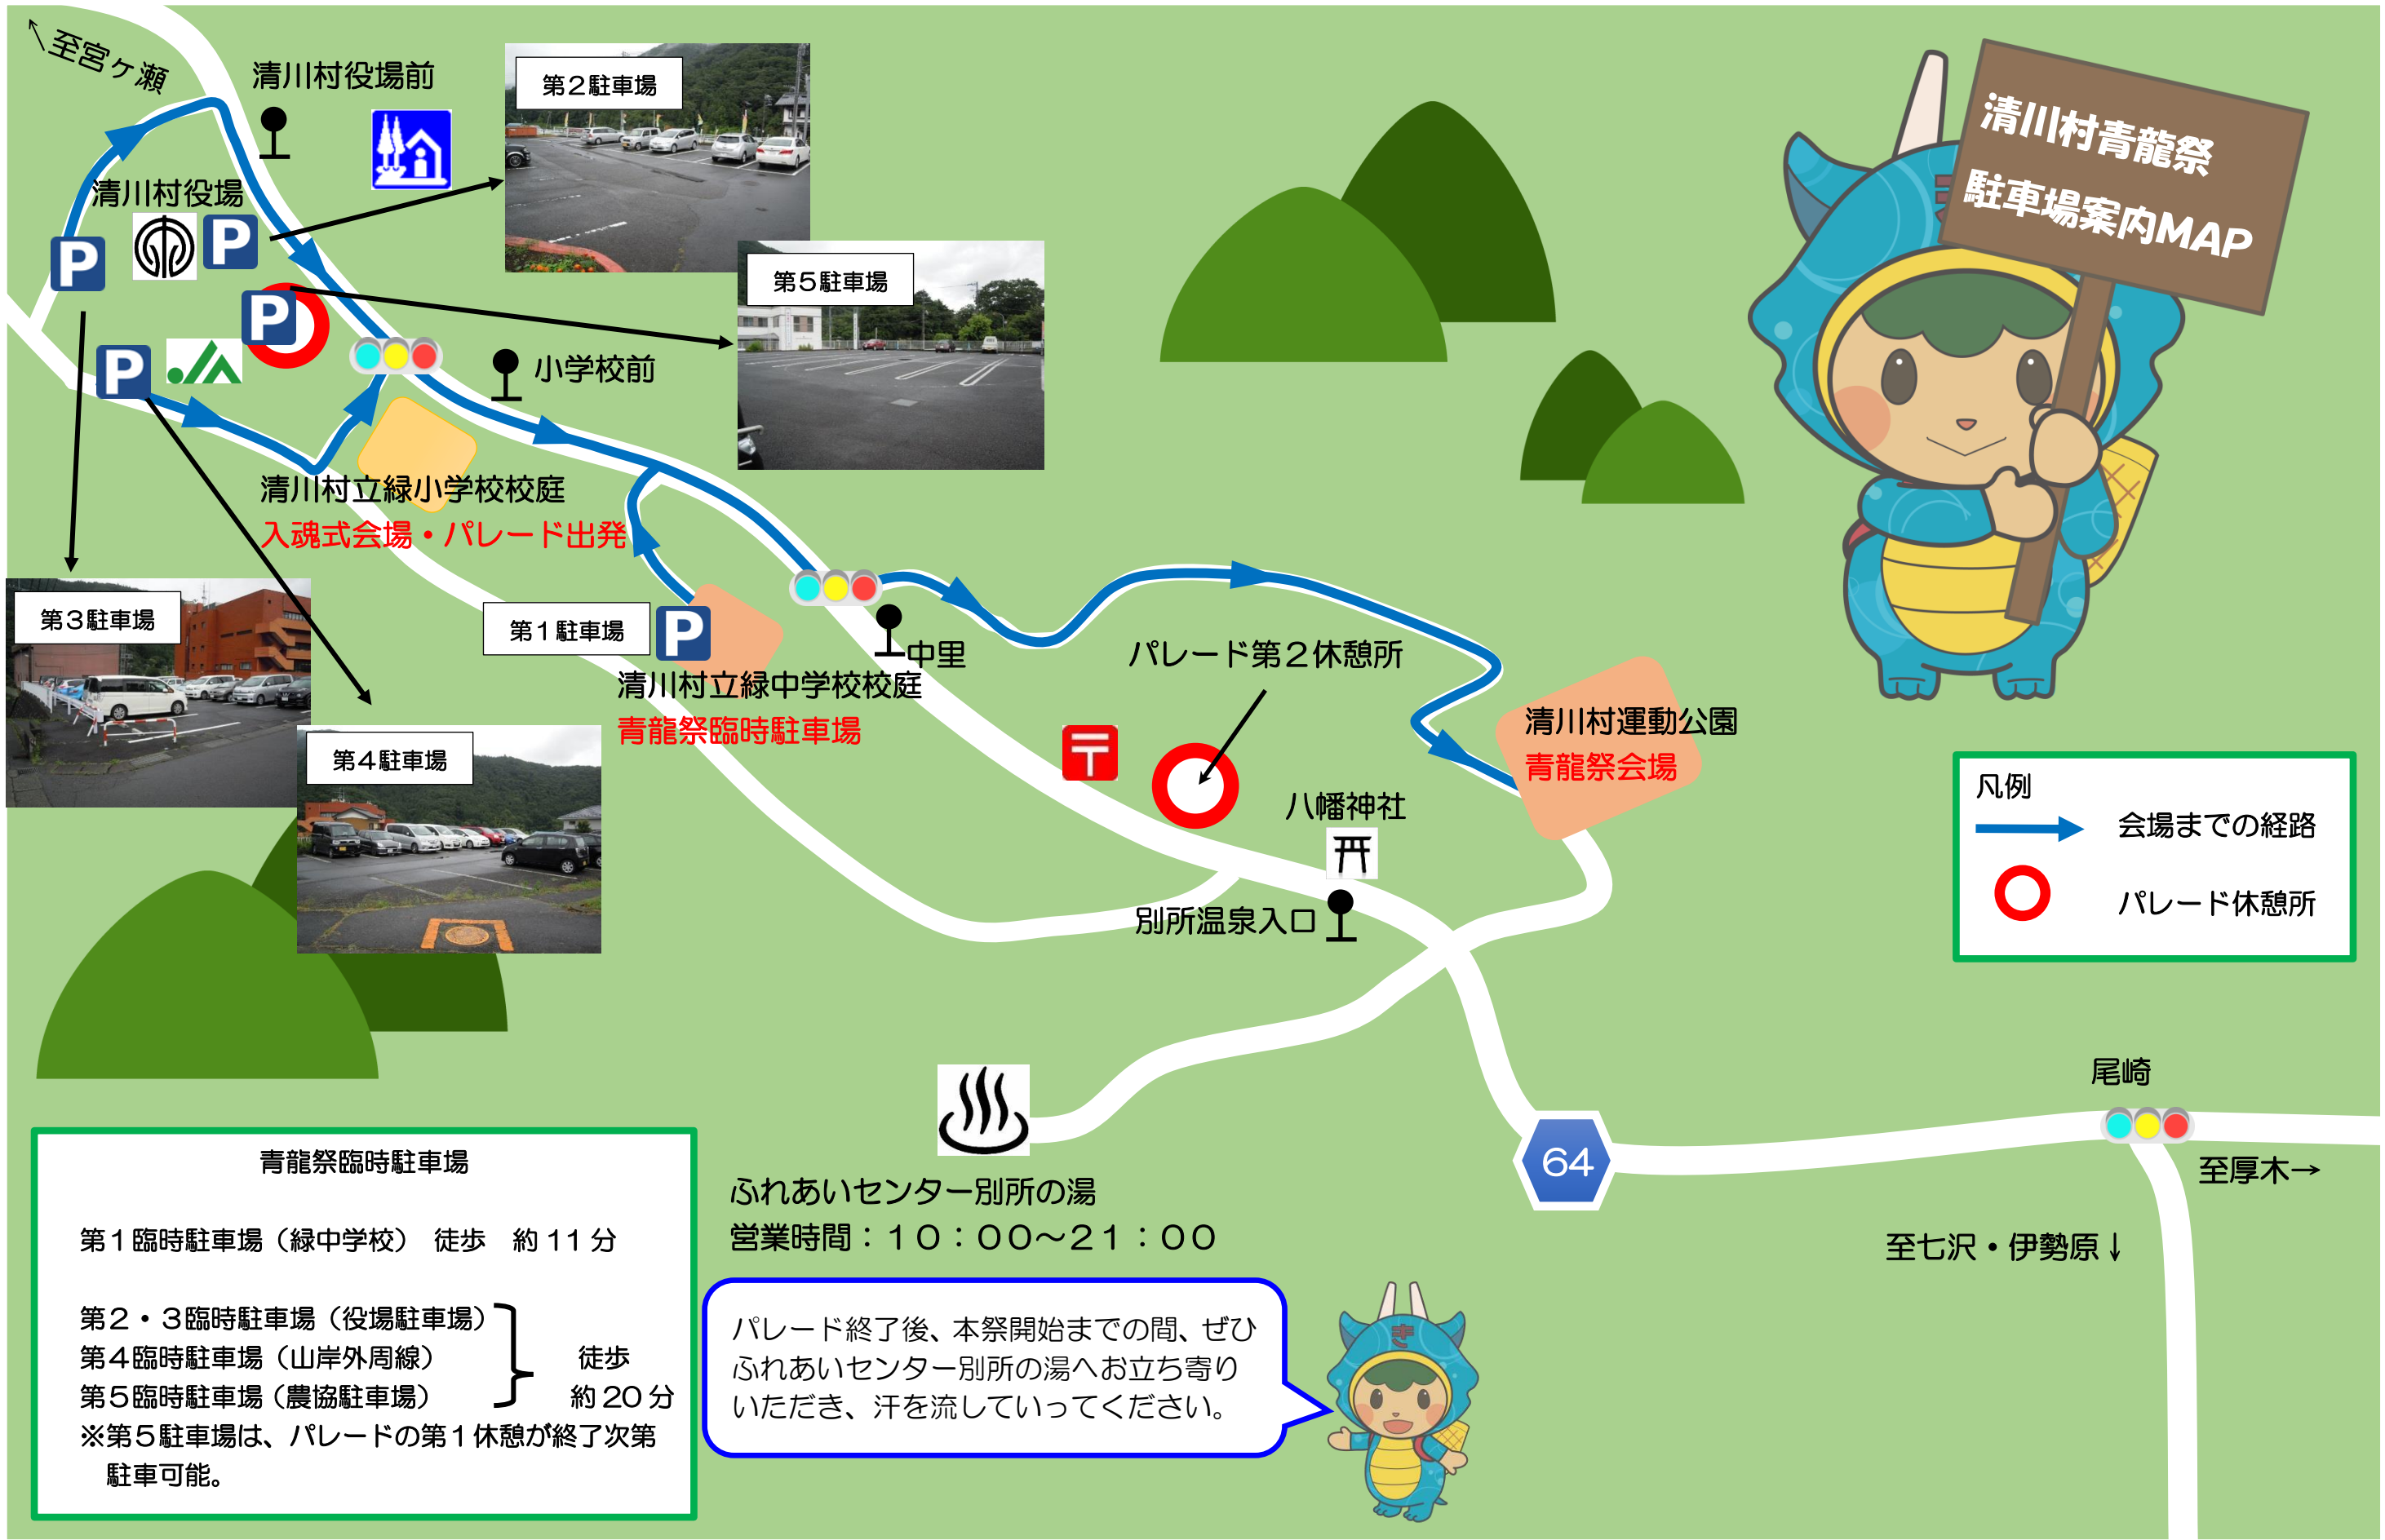 ↑至宮ヶ瀬
清川村役場前
清川村役場
P
P
P
P
第２駐車場
第５駐車場
小学校前
清川村立緑小学校校庭
入魂式会場・パレード出発
第３駐車場
第４駐車場
第１駐車場
P
中里
清川村立緑中学校校庭
青龍祭臨時駐車場
パレード第２休憩所
〒
八幡神社
別所温泉入口
清川村運動公園
青龍祭会場
清川村青龍祭
駐車場案内MAP
凡例
会場までの経路
パレード休憩所
尾崎
64
至厚木→
至七沢・伊勢原↓
ふれあいセンター別所の湯
営業時間：１０：００～２１：００
パレード終了後、本祭開始までの間、ぜひ
ふれあいセンター別所の湯へお立ち寄り
いただき、汗を流していってください。
き
青龍祭臨時駐車場
第１臨時駐車場（緑中学校）　徒歩　約 11 分
第２・３臨時駐車場（役場駐車場）
第４臨時駐車場（山岸外周線）　徒歩
第５臨時駐車場（農協駐車場）　約 20 分
※第５駐車場は、パレードの第１休憩が終了次第
駐車可能。